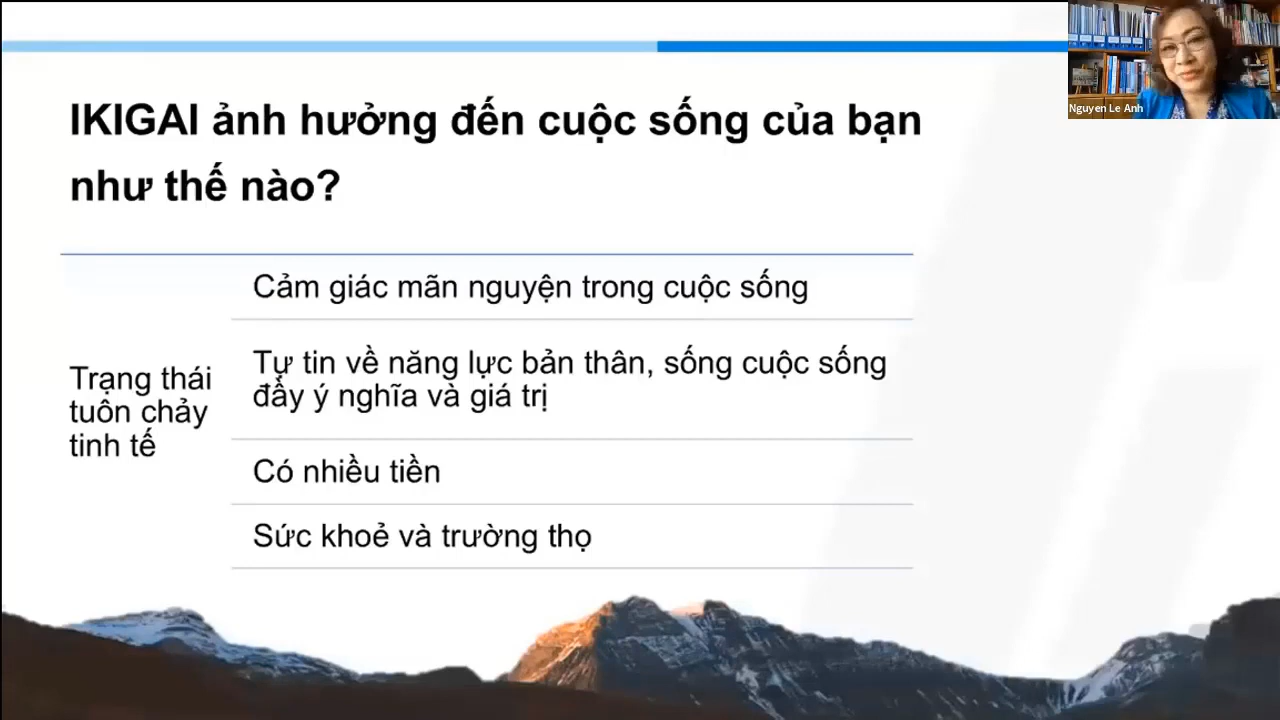 IKIGAI ảnh hưởng đến cuộc sống của bạn
như thế nào?
Trạng thái
tuôn chảy
tinh tế
Cảm giác mãn nguyện trong cuộc sống
Tự tin về năng lực bản thân, sống cuộc sống
đầy ý nghĩa và giá trị
Có nhiều tiền
Sức khoẻ và trường thọ
Nguyen Le Anh